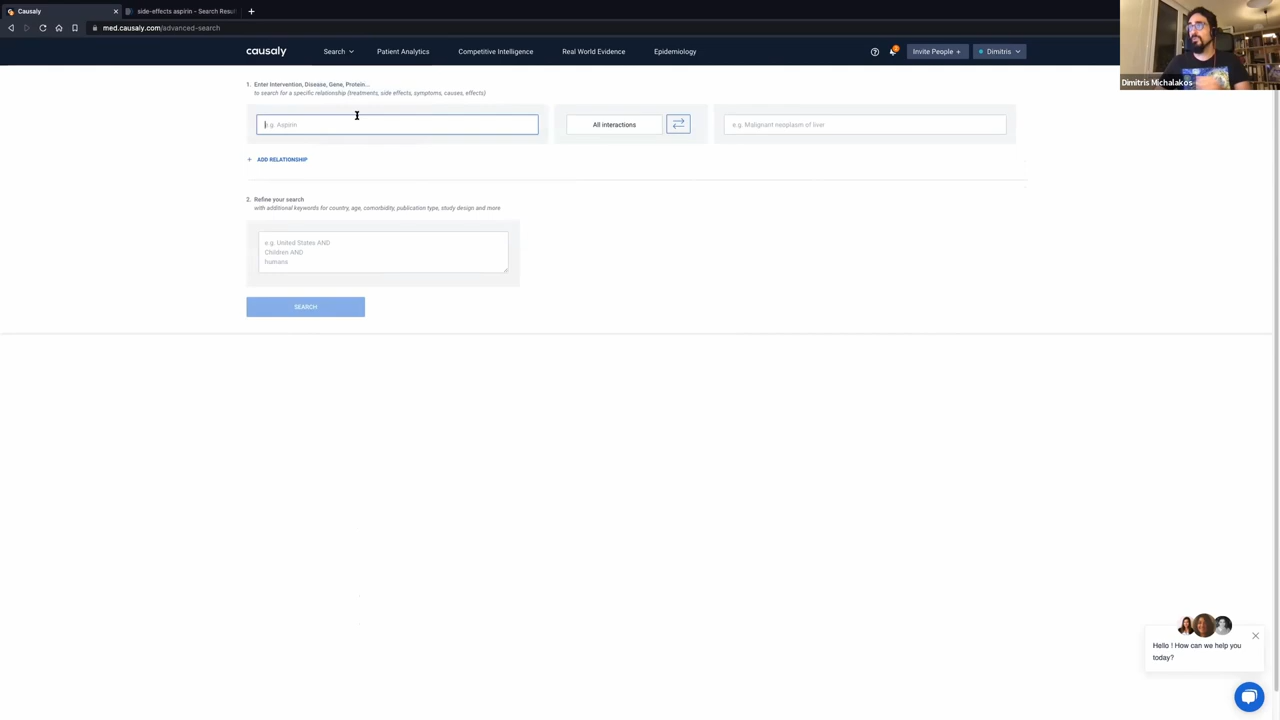 Causaly
side-effects aspirin - Search Resul
med.causaly.com/advanced-search
causaly
Search
Patient Analytics
Competitive Intelligence
Real World Evidence
Epidemiology
Invite People +
Dimitris
Dimitris Michalakos
1. Enter Intervention, Disease, Gene, Protein...
to search for a specific relationship (treatments, side effects, symptoms, causes, effects)
e.g. Aspirin
All interactions
e.g. Malignant neoplasm of liver
+ ADD RELATIONSHIP
2. Refine your search
with additional keywords for country, age, comorbidity, publication type, study design and more
e.g. United States AND
Children AND
humans
SEARCH
Hello ! How can we help you
today?